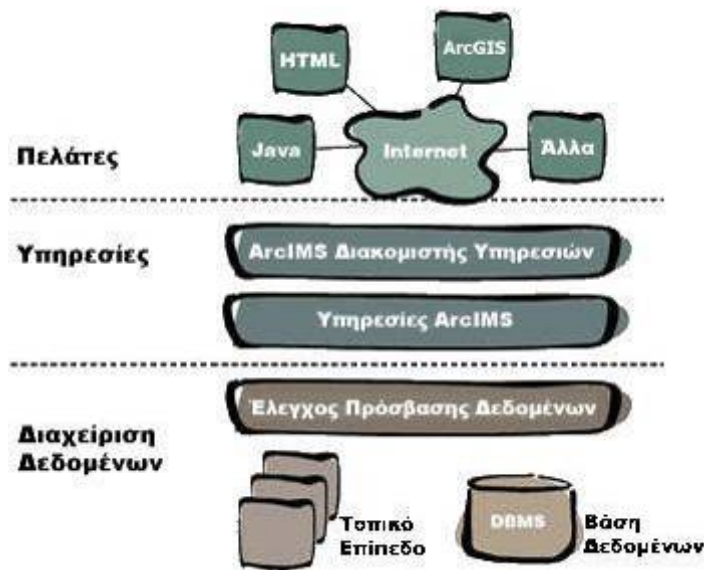 HTML
ArcGIS
Πελάτες
Java
Internet
Άλλα
Υπηρεσίες
ArcIMS Διακομιστής Υπηρεσιών
Υπηρεσίες ArcIMS
Διαχείριση
Δεδομένων
Έλεγχος Πρόσβασης Δεδομένων
Τοπικό
Επίπεδο
DBMS
Βάση
Δεδομένων